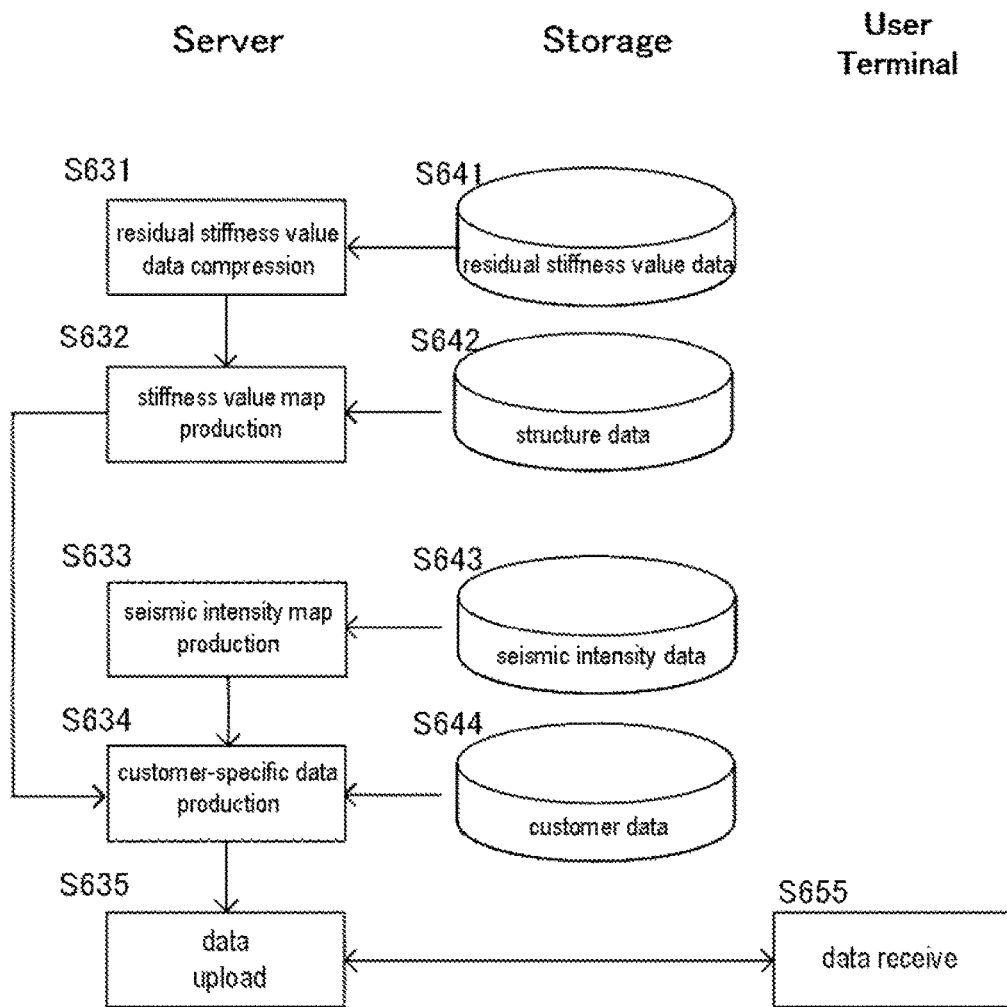 Server
Storage
User
Terminal
S631
residual stiffness value
data compression
S641
residual stiffness value data
S632
stiffness value map
production
S642
structure data
S633
seismic intensity map
production
S643
seismic intensity data
S634
customer-specific data
production
S644
customer data
S635
data
upload
S655
data receive